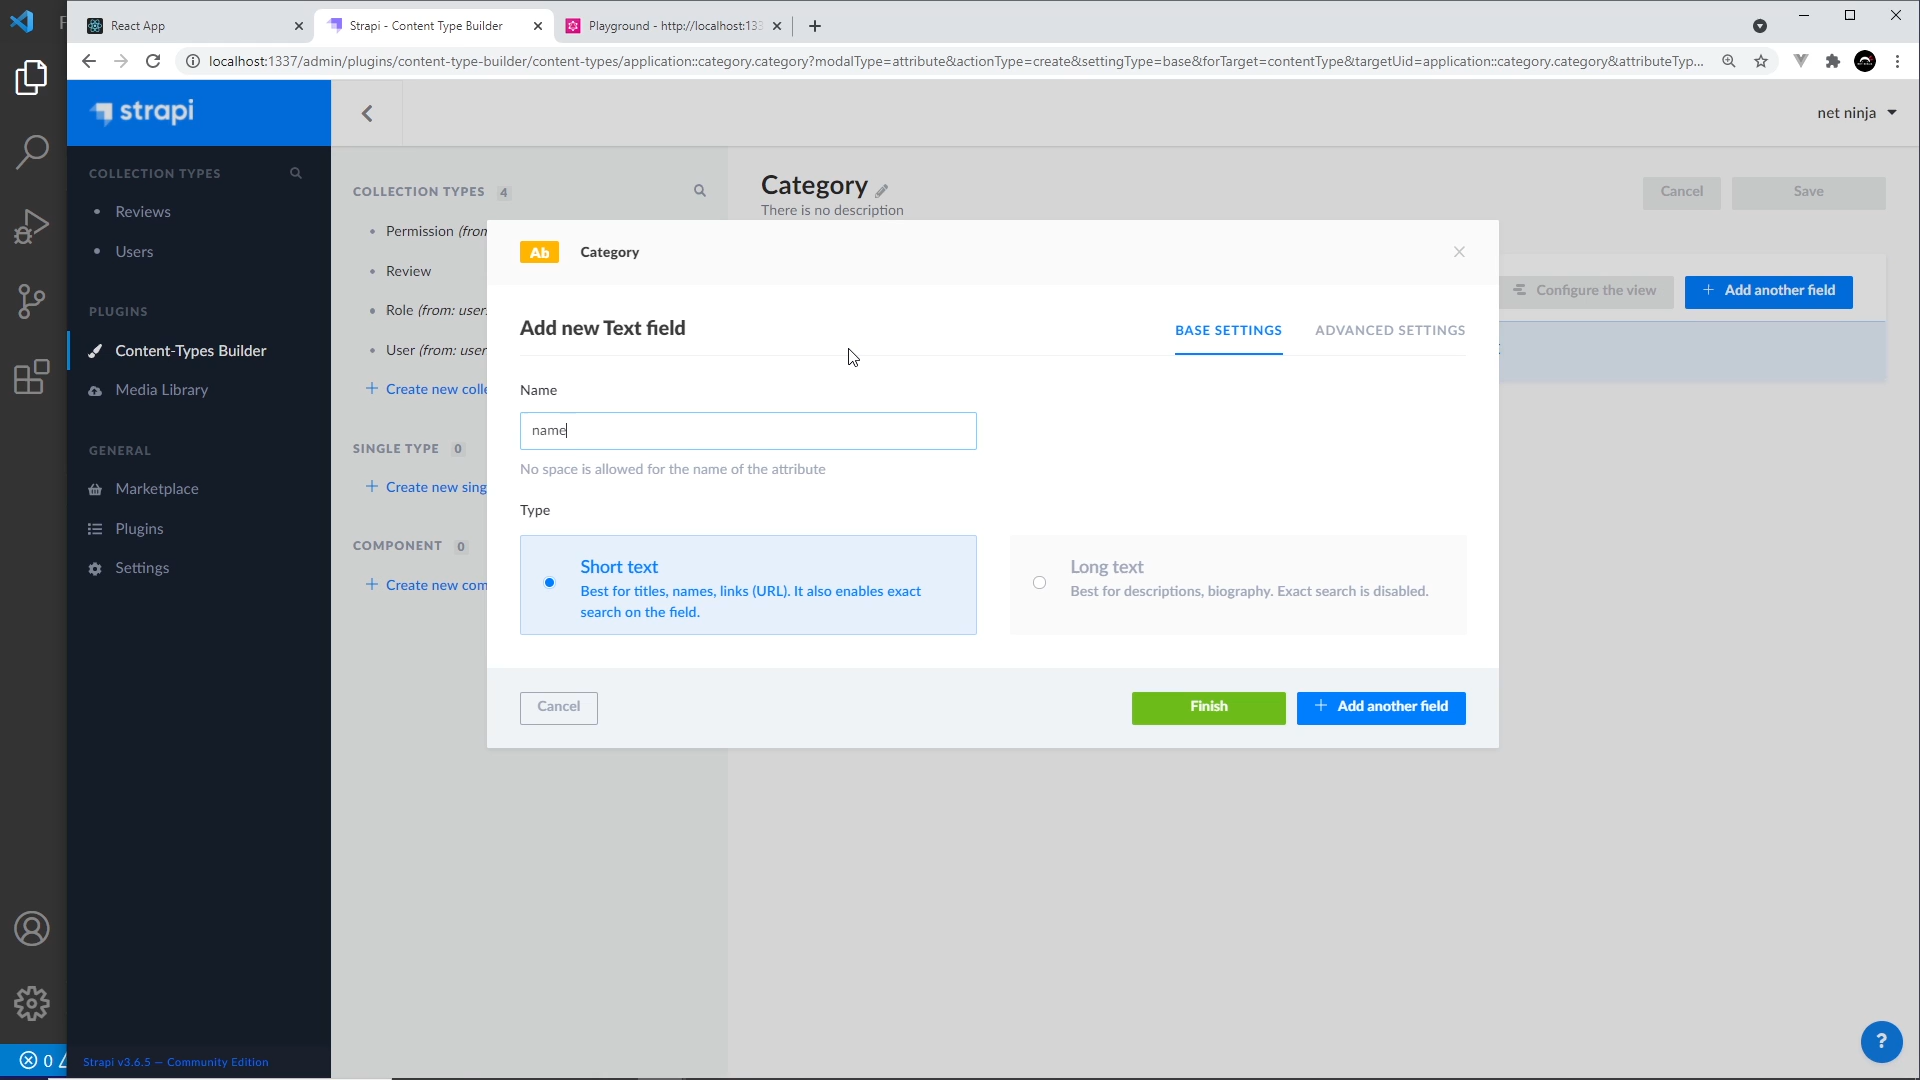 React App
Strapi - Content Type Builder
Playground - http://localhost:133
localhost:1337/admin/plugins/content-type-builder/content-types/application::category.category?modalType=attribute&actionType=create&settingType=base&forTarget=contentType&targetUid=application::category.category&attributeTyp...
strapi
net ninja
COLLECTION TYPES
Reviews
Users
PLUGINS
Content-Types Builder
Media Library
GENERAL
Marketplace
Plugins
Settings
Strapi v3.6.5 — Community Edition
COLLECTION TYPES 4
Permission (from
Review
Role (from: user
User (from: user
+ Create new colle
SINGLE TYPE 0
+ Create new sing
COMPONENT 0
+ Create new com
Category
There is no description
Cancel
Save
Configure the view
+ Add another field
Ab Category
Add new Text field
BASE SETTINGS
ADVANCED SETTINGS
Name
name
No space is allowed for the name of the attribute
Type
Short text
Best for titles, names, links (URL). It also enables exact
search on the field.
Long text
Best for descriptions, biography. Exact search is disabled.
Cancel
Finish
+ Add another field
?
0